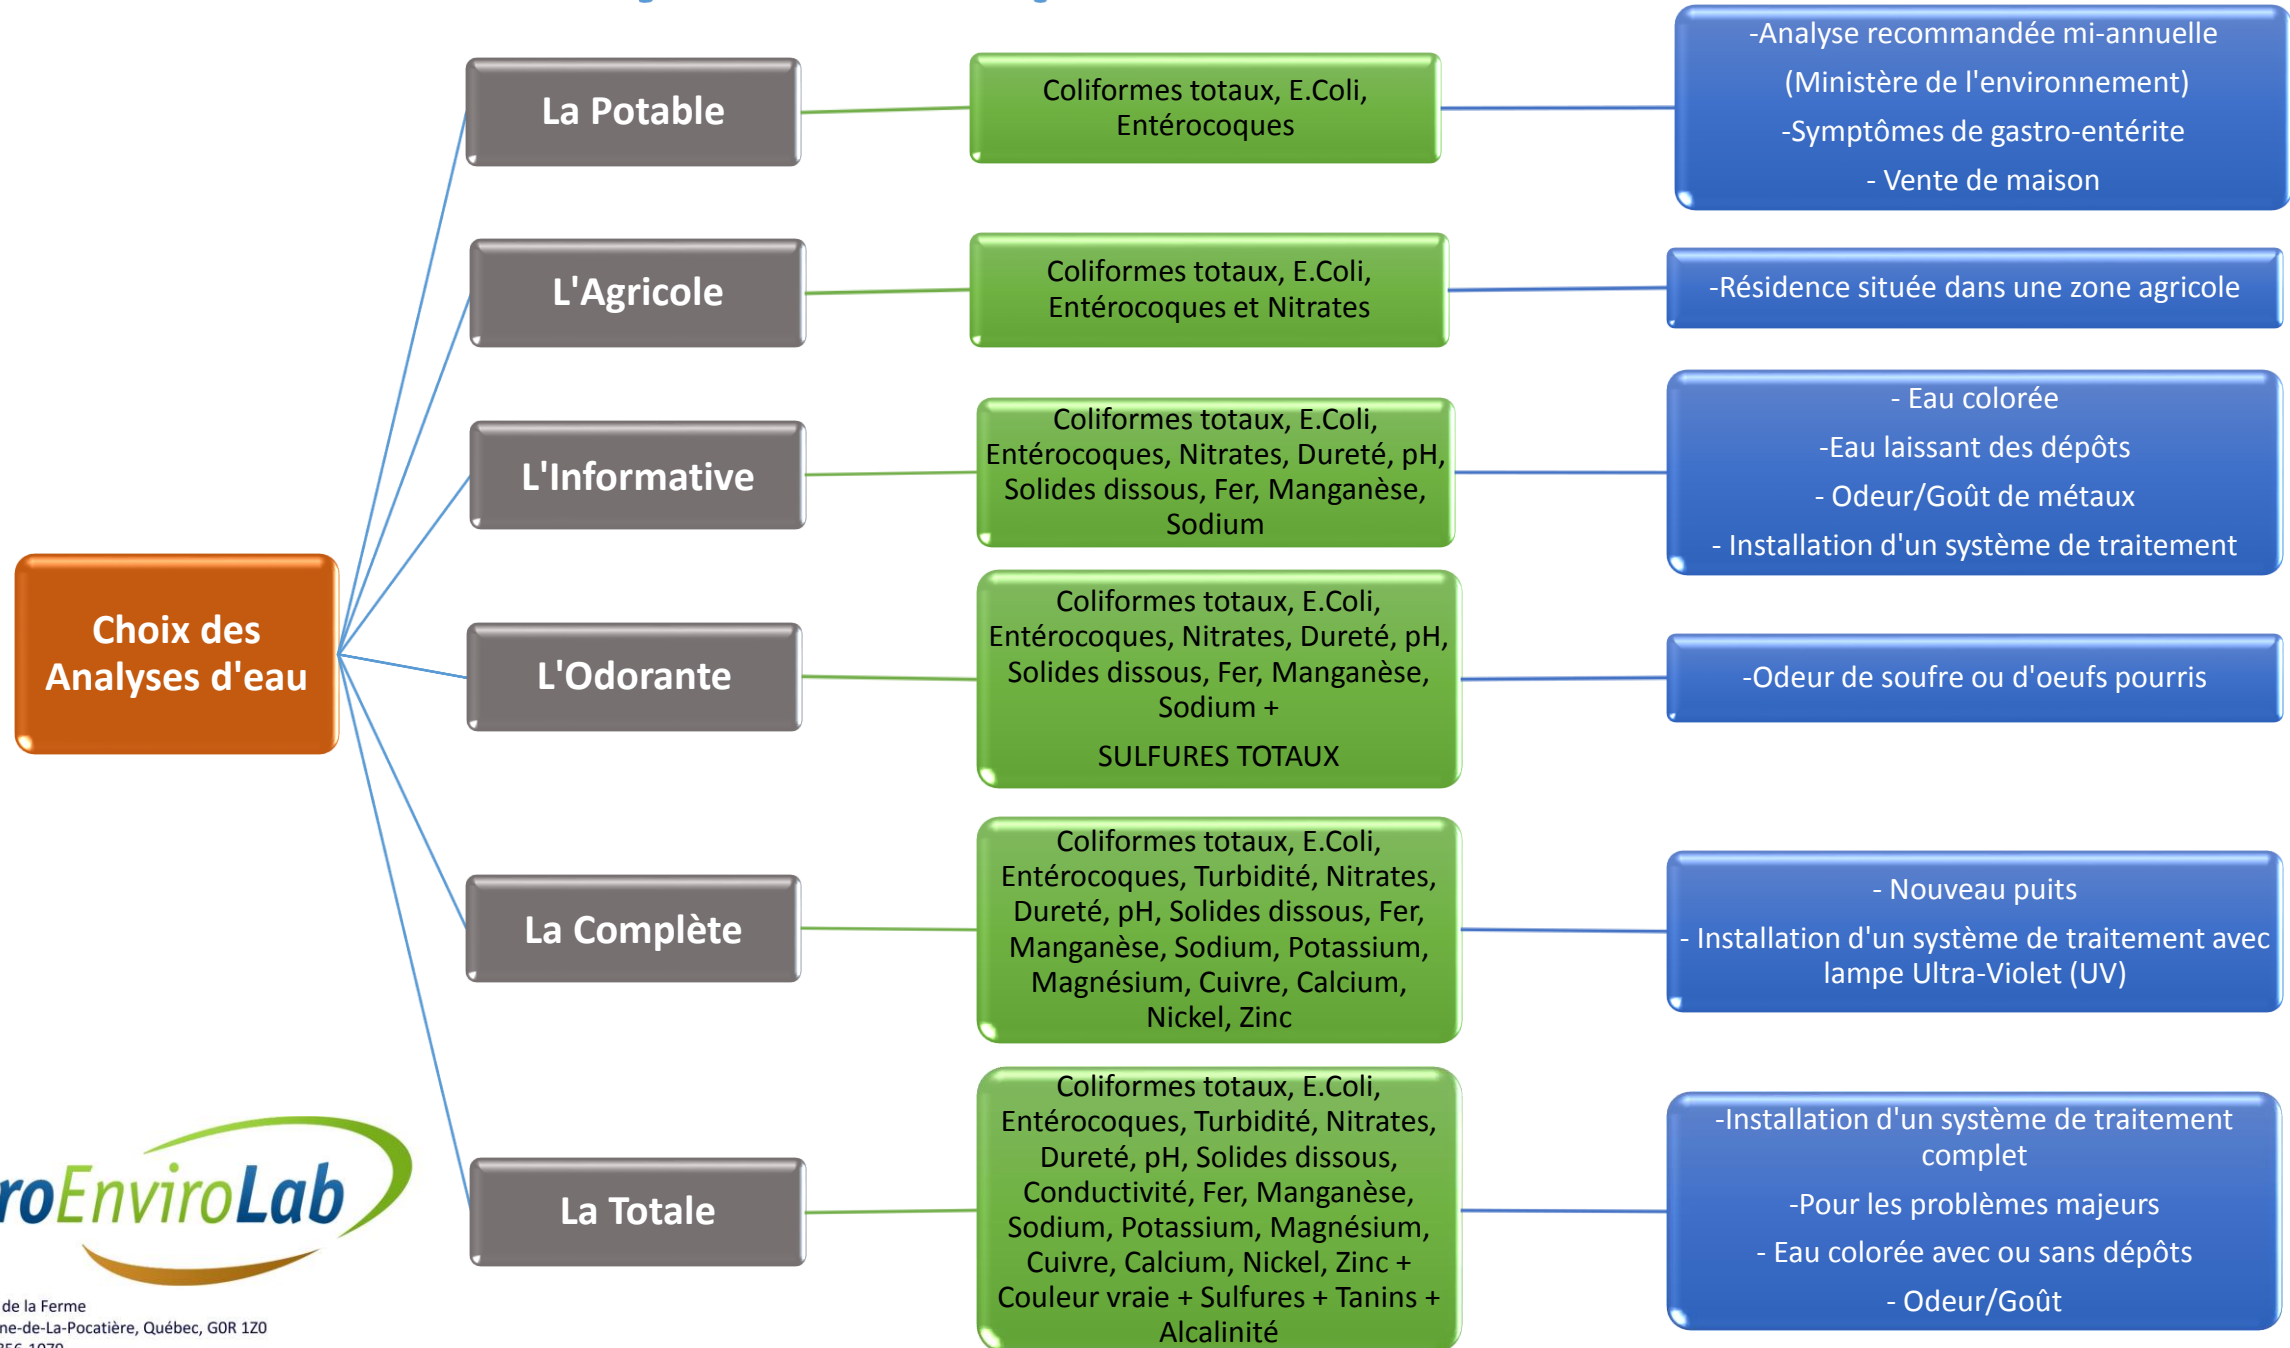 La Potable
Coliformes totaux, E.Coli,
Entérocoques
-Analyse recommandée mi-annuelle
(Ministère de l'environnement)
-Symptômes de gastro-entérite
- Vente de maison
L'Agricole
Coliformes totaux, E.Coli,
Entérocoques et Nitrates
-Résidence située dans une zone agricole
L'Informative
Coliformes totaux, E.Coli,
Entérocoques, Nitrates, Dureté, pH,
Solides dissous, Fer, Manganèse,
Sodium
- Eau colorée
-Eau laissant des dépôts
- Odeur/Goût de métaux
- Installation d'un système de traitement
Choix des
Analyses d'eau
L'Odorante
Coliformes totaux, E.Coli,
Entérocoques, Nitrates, Dureté, pH,
Solides dissous, Fer, Manganèse,
Sodium +
SULFURES TOTAUX
-Odeur de soufre ou d'oeufs pourris
La Complète
Coliformes totaux, E.Coli,
Entérocoques, Turbidité, Nitrates,
Dureté, pH, Solides dissous, Fer,
Manganèse, Sodium, Potassium,
Magnésium, Cuivre, Calcium,
Nickel, Zinc
- Nouveau puits
- Installation d'un système de traitement avec
lampe Ultra-Violet (UV)
La Totale
Coliformes totaux, E.Coli,
Entérocoques, Turbidité, Nitrates,
Dureté, pH, Solides dissous,
Conductivité, Fer, Manganèse,
Sodium, Potassium, Magnésium,
Cuivre, Calcium, Nickel, Zinc +
Couleur vraie + Sulfures + Tanins +
Alcalinité
-Installation d'un système de traitement
complet
-Pour les problèmes majeurs
- Eau colorée avec ou sans dépôts
- Odeur/Goût
roEnviroLab
de la Ferme
ne-de-La-Pocatière, Québec, G0R 1Z0